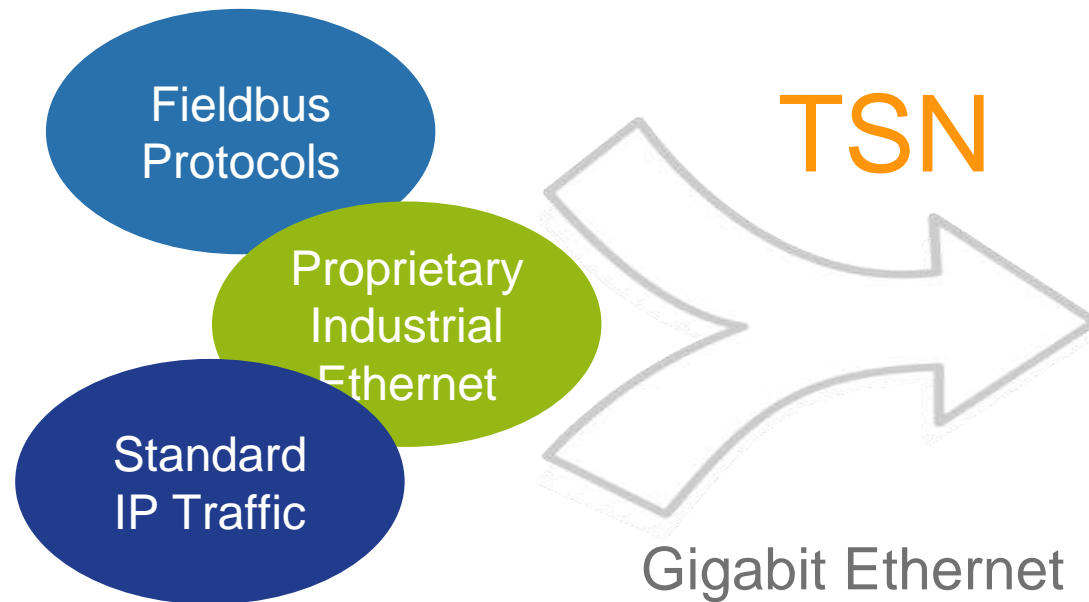 Fieldbus
Protocols
TSN
Proprietary
Industrial
Ethernet
Standard
IP Traffic
Gigabit Ethernet